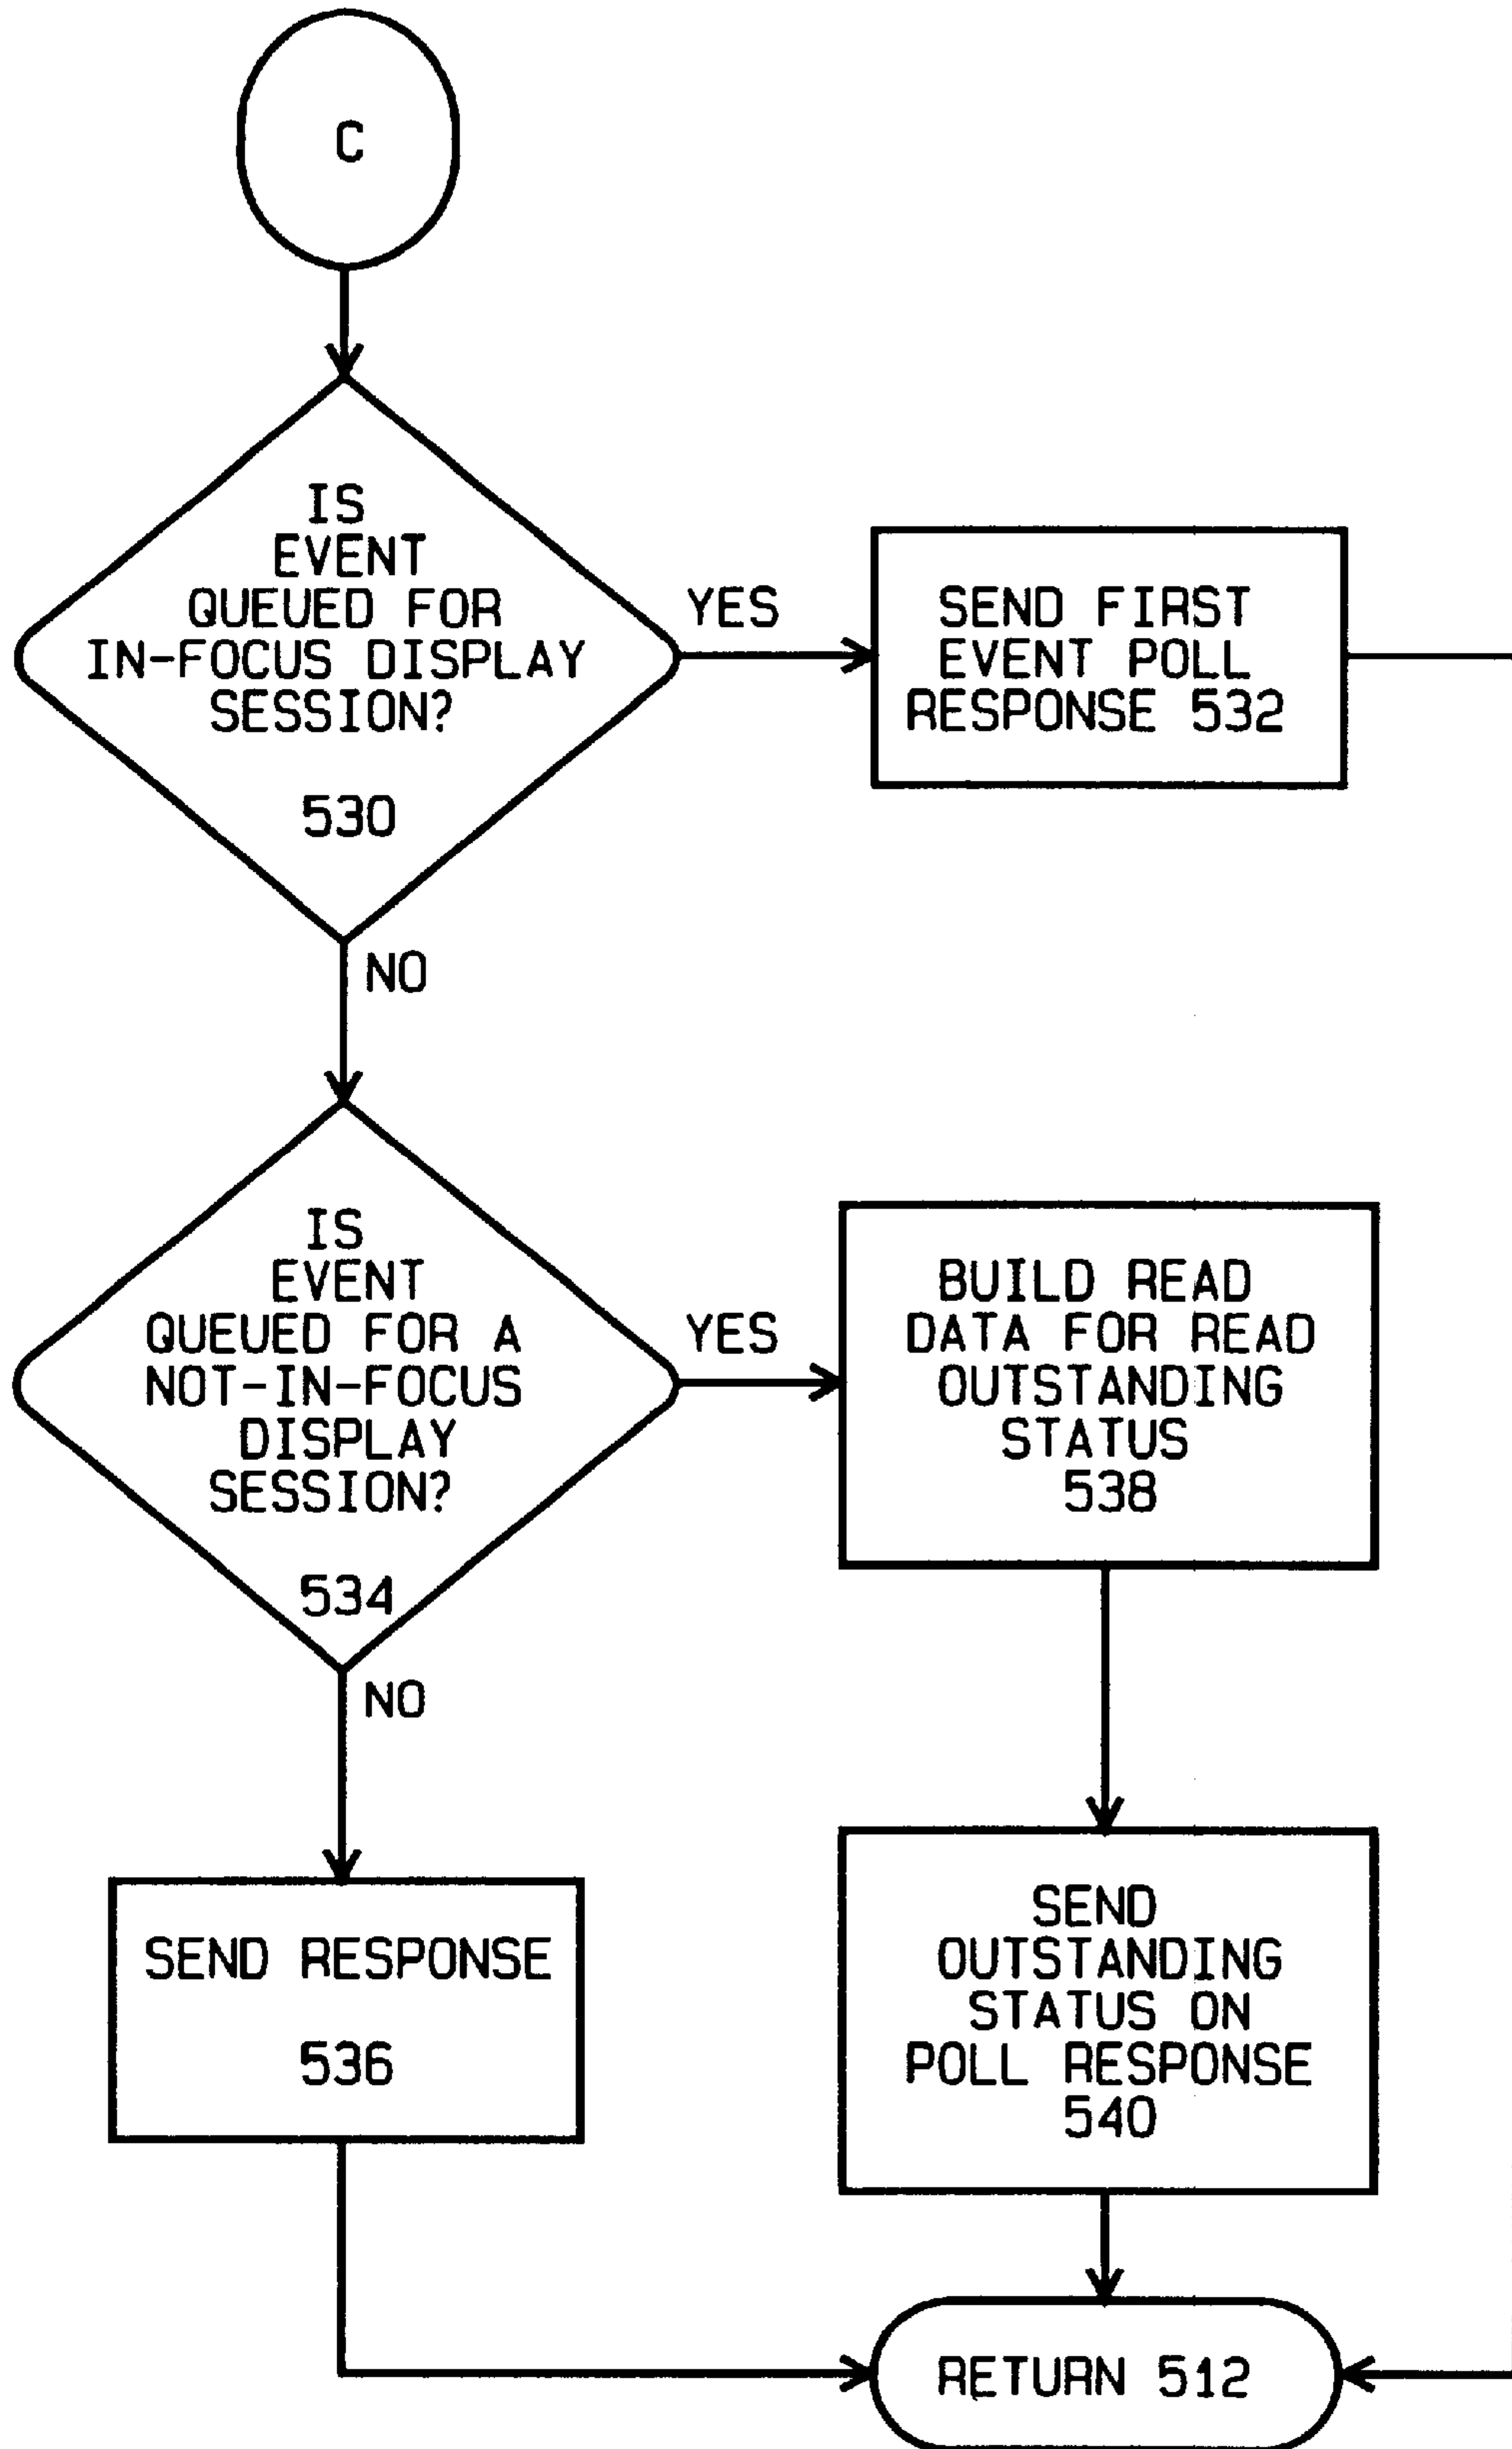 C
IS
EVENT
QUEUED FOR
IN-FOCUS DISPLAY
SESSION?
530
YES
SEND FIRST
EVENT POLL
RESPONSE 532
NO
IS
EVENT
QUEUED FOR A
NOT-IN-FOCUS
DISPLAY
SESSION?
534
YES
BUILD READ
DATA FOR READ
OUTSTANDING
STATUS
538
NO
SEND RESPONSE
536
SEND
OUTSTANDING
STATUS ON
POLL RESPONSE
540
RETURN 512